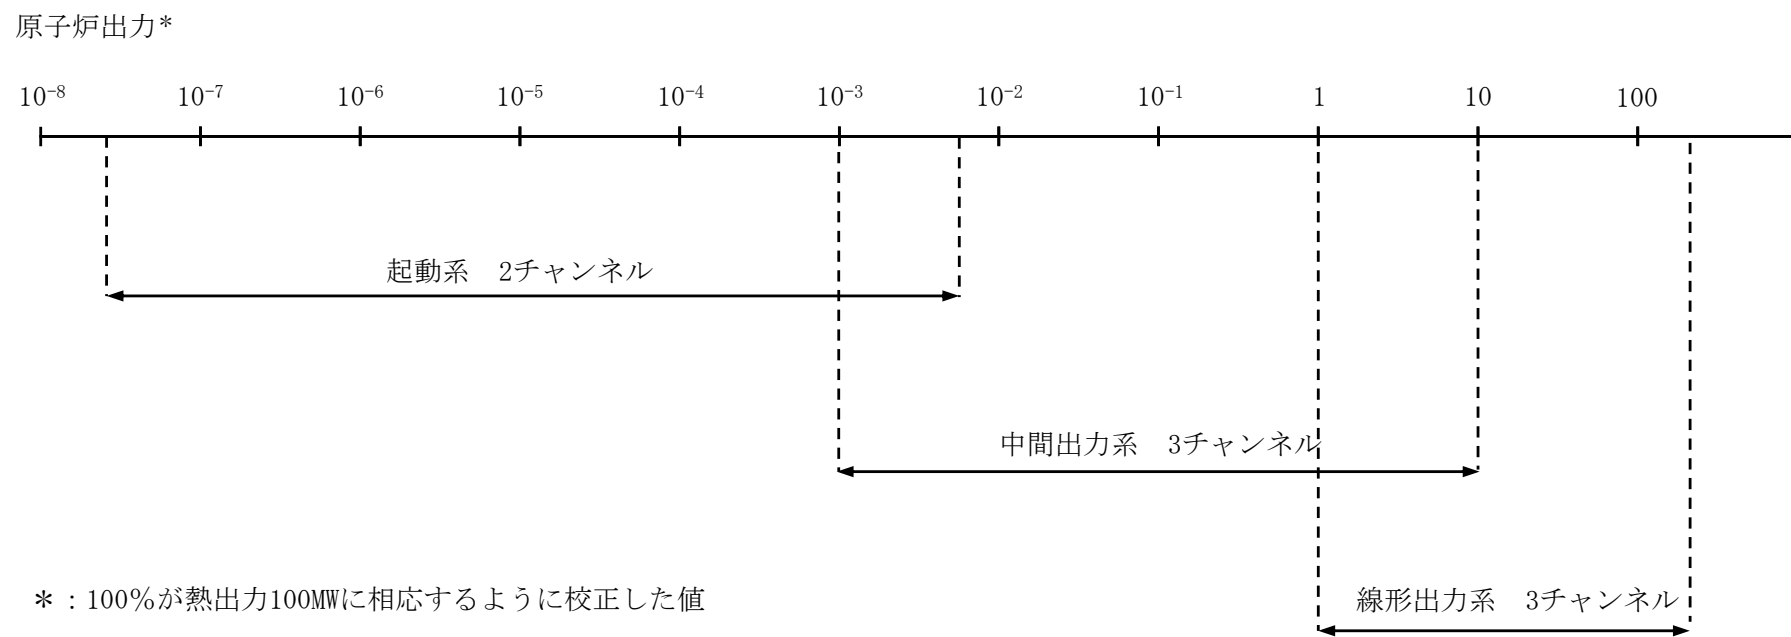 原子炉出力*
10⁻⁸ 10⁻⁷ 10⁻⁶ 10⁻⁵ 10⁻⁴ 10⁻³ 10⁻² 10⁻¹ 1 10 100
起動系　2チャンネル
中間出力系　3チャンネル
線形出力系　3チャンネル
＊：100％が熱出力100MWに相応するように校正した値